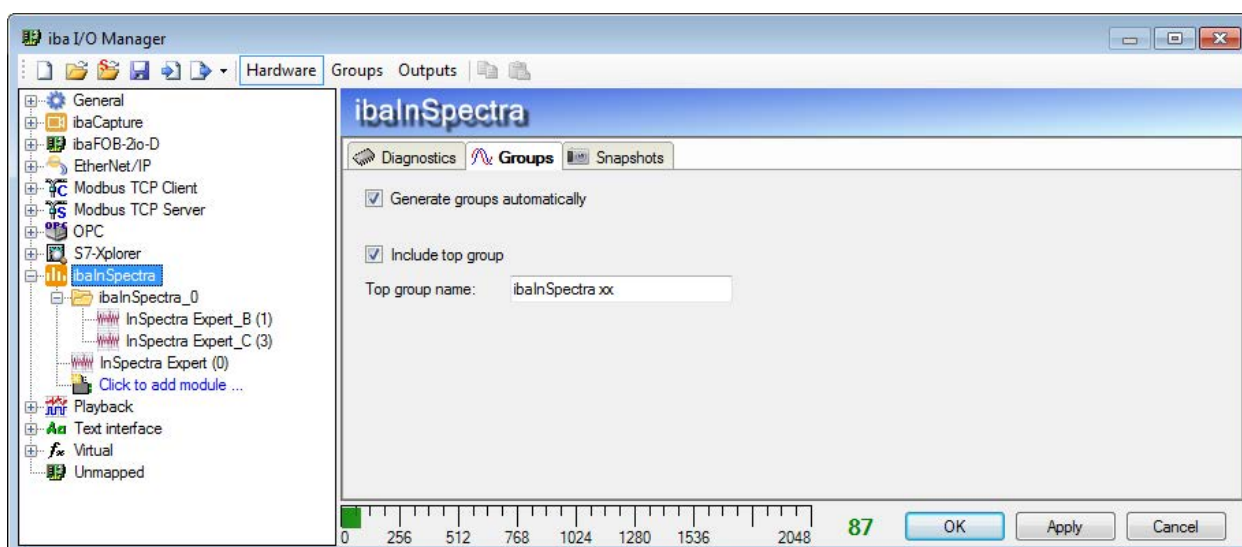 iba I/O Manager
Hardware Groups Outputs
General
ibaCapture
ibaFOB-2io-D
EtherNet/IP
Modbus TCP Client
Modbus TCP Server
OPC
S7-Xplorer
ibaInSpectra
ibaInSpectra_0
InSpectra Expert_B (1)
InSpectra Expert_C (3)
InSpectra Expert (0)
Click to add module ...
Playback
Text interface
Virtual
Unmapped
ibaInSpectra
Diagnostics Groups Snapshots
Generate groups automatically
Include top group
Top group name: ibaInSpectra xx
0 256 512 768 1024 1280 1536 2048
87 OK Apply Cancel